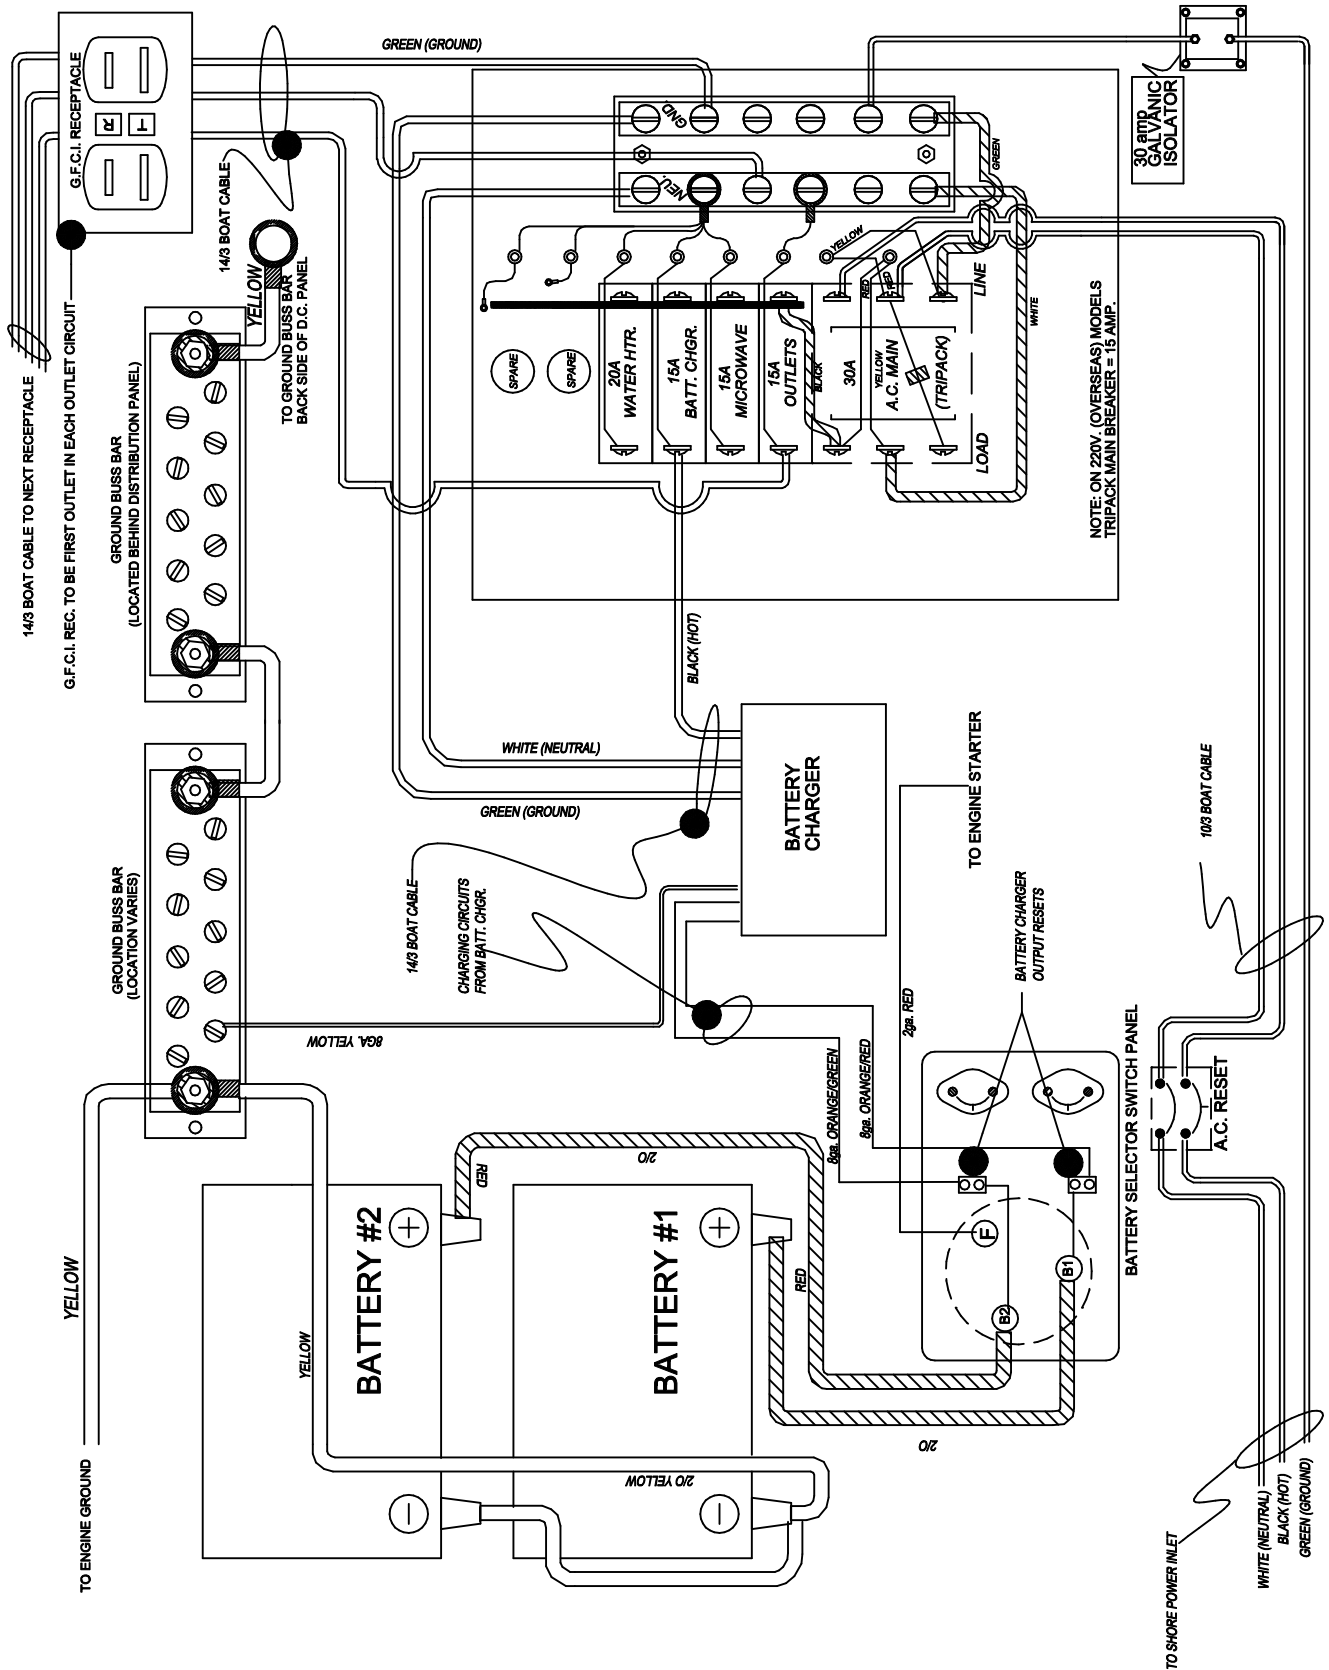 GREEN (GROUND)
G.F.C.I. RECEPTACLE
R
T
14/3 BOAT CABLE
30 amp
GALVANIC
ISOLATOR
GND.
NEU.
GREEN
YELLOW
RED
RED
LINE
WHITE
YELLOW
TO GROUND BUSS BAR
BACK SIDE OF D.C. PANEL
14/3 BOAT CABLE TO NEXT RECEPTACLE
G.F.C.I. REC. TO BE FIRST OUTLET IN EACH OUTLET CIRCUIT
GROUND BUSS BAR
(LOCATED BEHIND DISTRIBUTION PANEL)
SPARE
SPARE
20A
WATER HTR.
15A
BATT. CHGR.
15A
MICROWAVE
15A
OUTLETS
BLACK
30A
YELLOW
A.C. MAIN
(TRIPACK)
LOAD
NOTE: ON 220V. (OVERSEAS) MODELS
TRIPACK MAIN BREAKER = 15 AMP.
BLACK (HOT)
WHITE (NEUTRAL)
GREEN (GROUND)
BATTERY
CHARGER
TO ENGINE STARTER
10/3 BOAT CABLE
GROUND BUSS BAR
(LOCATION VARIES)
14/3 BOAT CABLE
CHARGING CIRCUITS
FROM BATT. CHGR.
BATTERY CHARGER
OUTPUT RESETS
8GA. YELLOW
2ga. RED
8ga. ORANGE/GREEN
8ga. ORANGE/RED
BATTERY SELECTOR SWITCH PANEL
A.C. RESET
RED
2/O
BATTERY #2
BATTERY #1
RED
F
B1
B2
YELLOW
YELLOW
2/O YELLOW
2/O
TO ENGINE GROUND
TO SHORE POWER INLET
WHITE (NEUTRAL)
BLACK (HOT)
GREEN (GROUND)